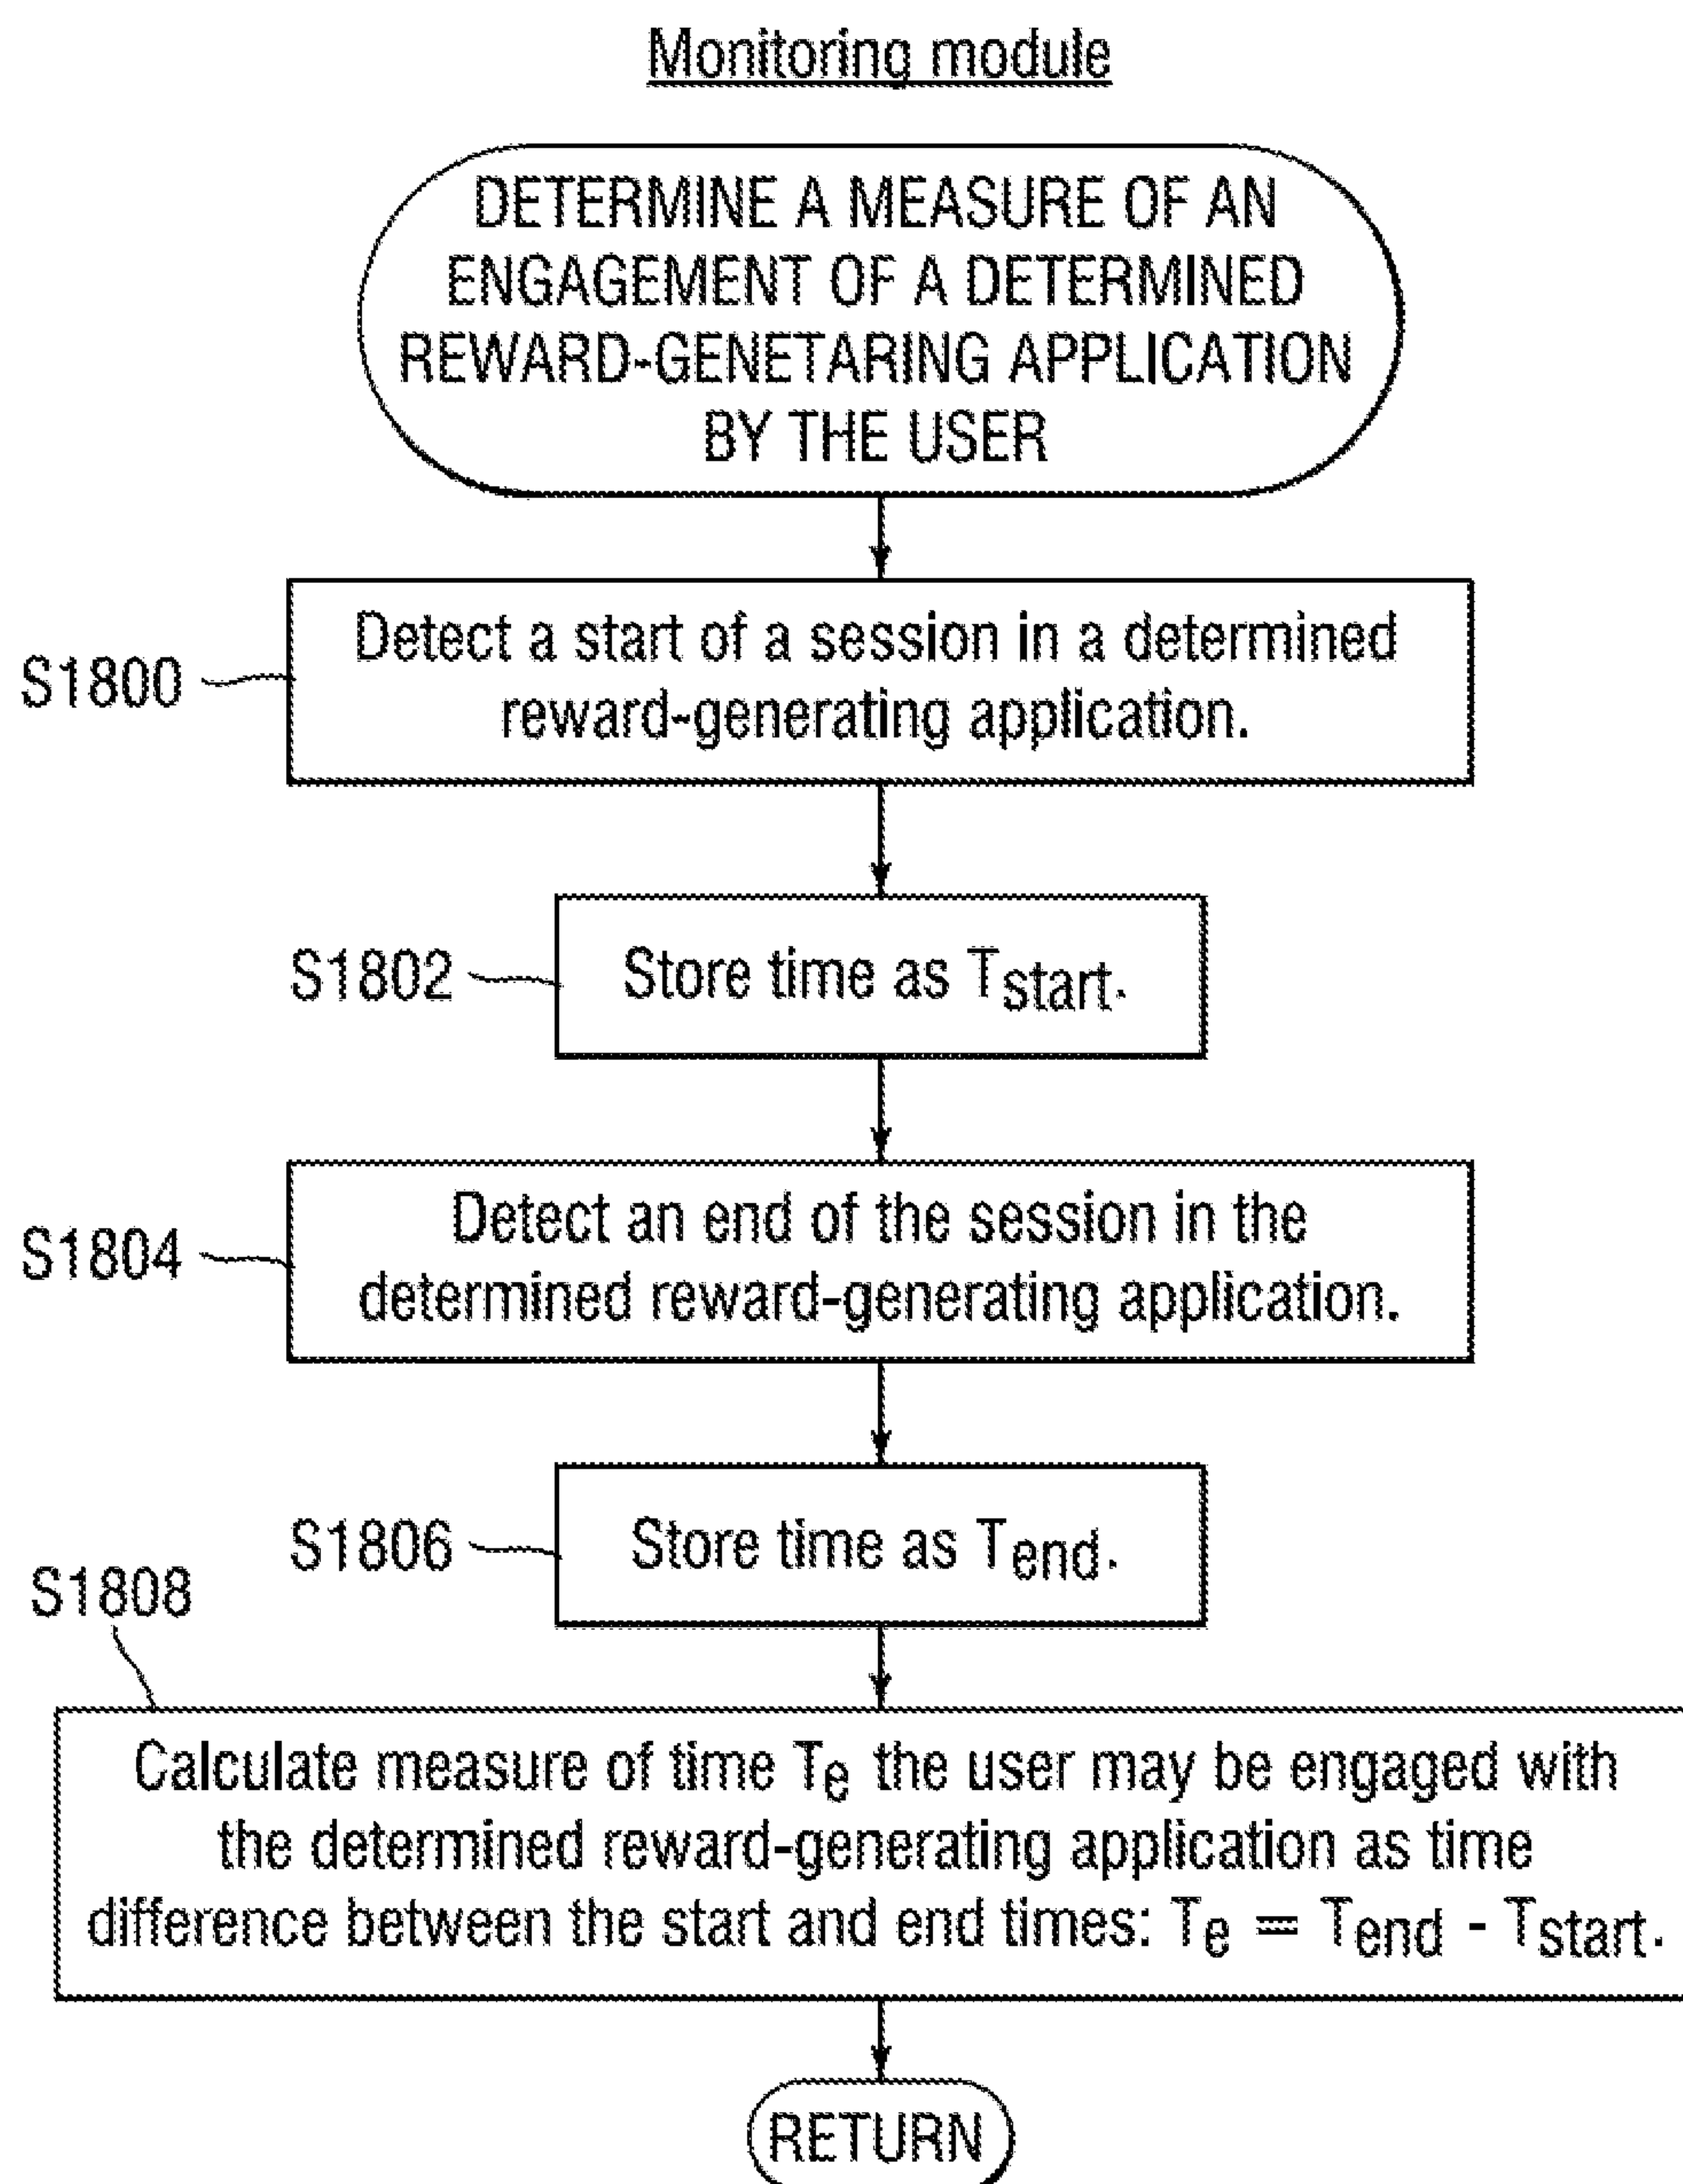 Monitoring module
DETERMINE A MEASURE OF AN
ENGAGEMENT OF A DETERMINED
REWARD-GENETARING APPLICATION
BY THE USER
S1800
Detect a start of a session in a determined
reward-generating application.
S1802
Store time as Tstart.
S1804
Detect an end of the session in the
determined reward-generating application.
S1806
Store time as Tend.
S1808
Calculate measure of time Te the user may be engaged with
the determined reward-generating application as time
difference between the start and end times: Te = Tend - Tstart.
RETURN